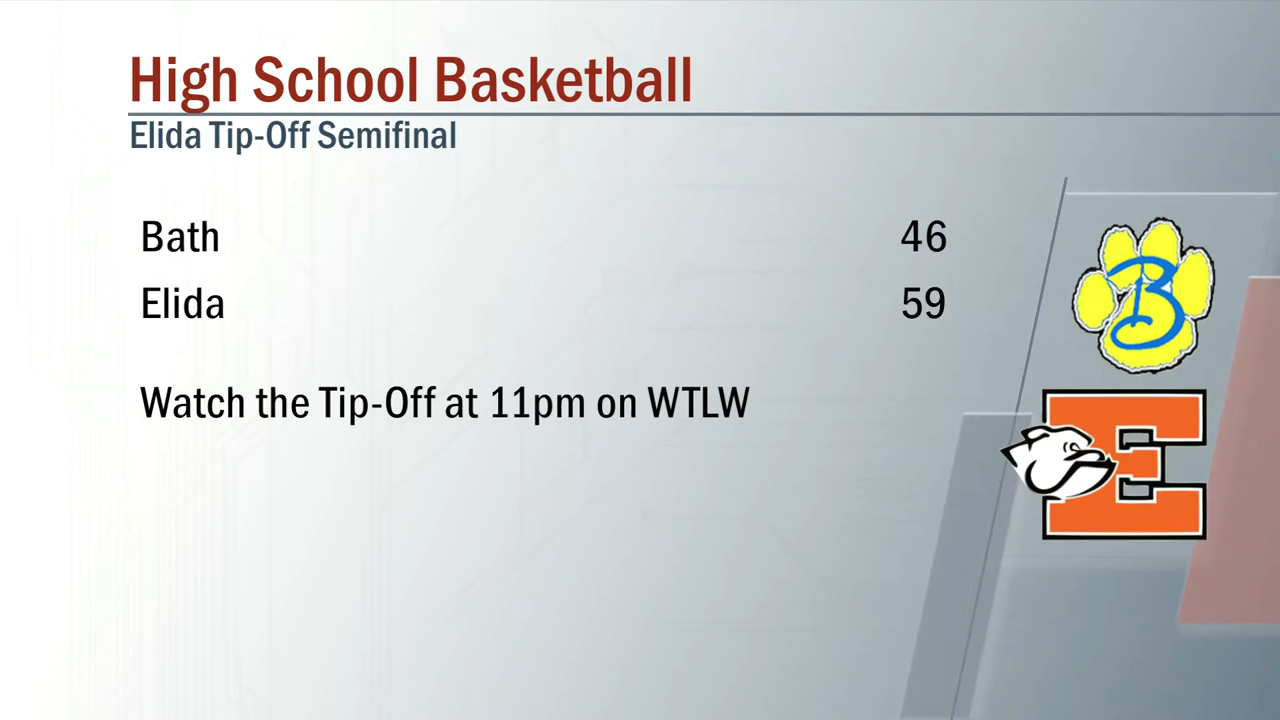 High School Basketball
Elida Tip-Off Semifinal
Bath 46
Elida 59
Watch the Tip-Off at 11pm on WTLW
B
E